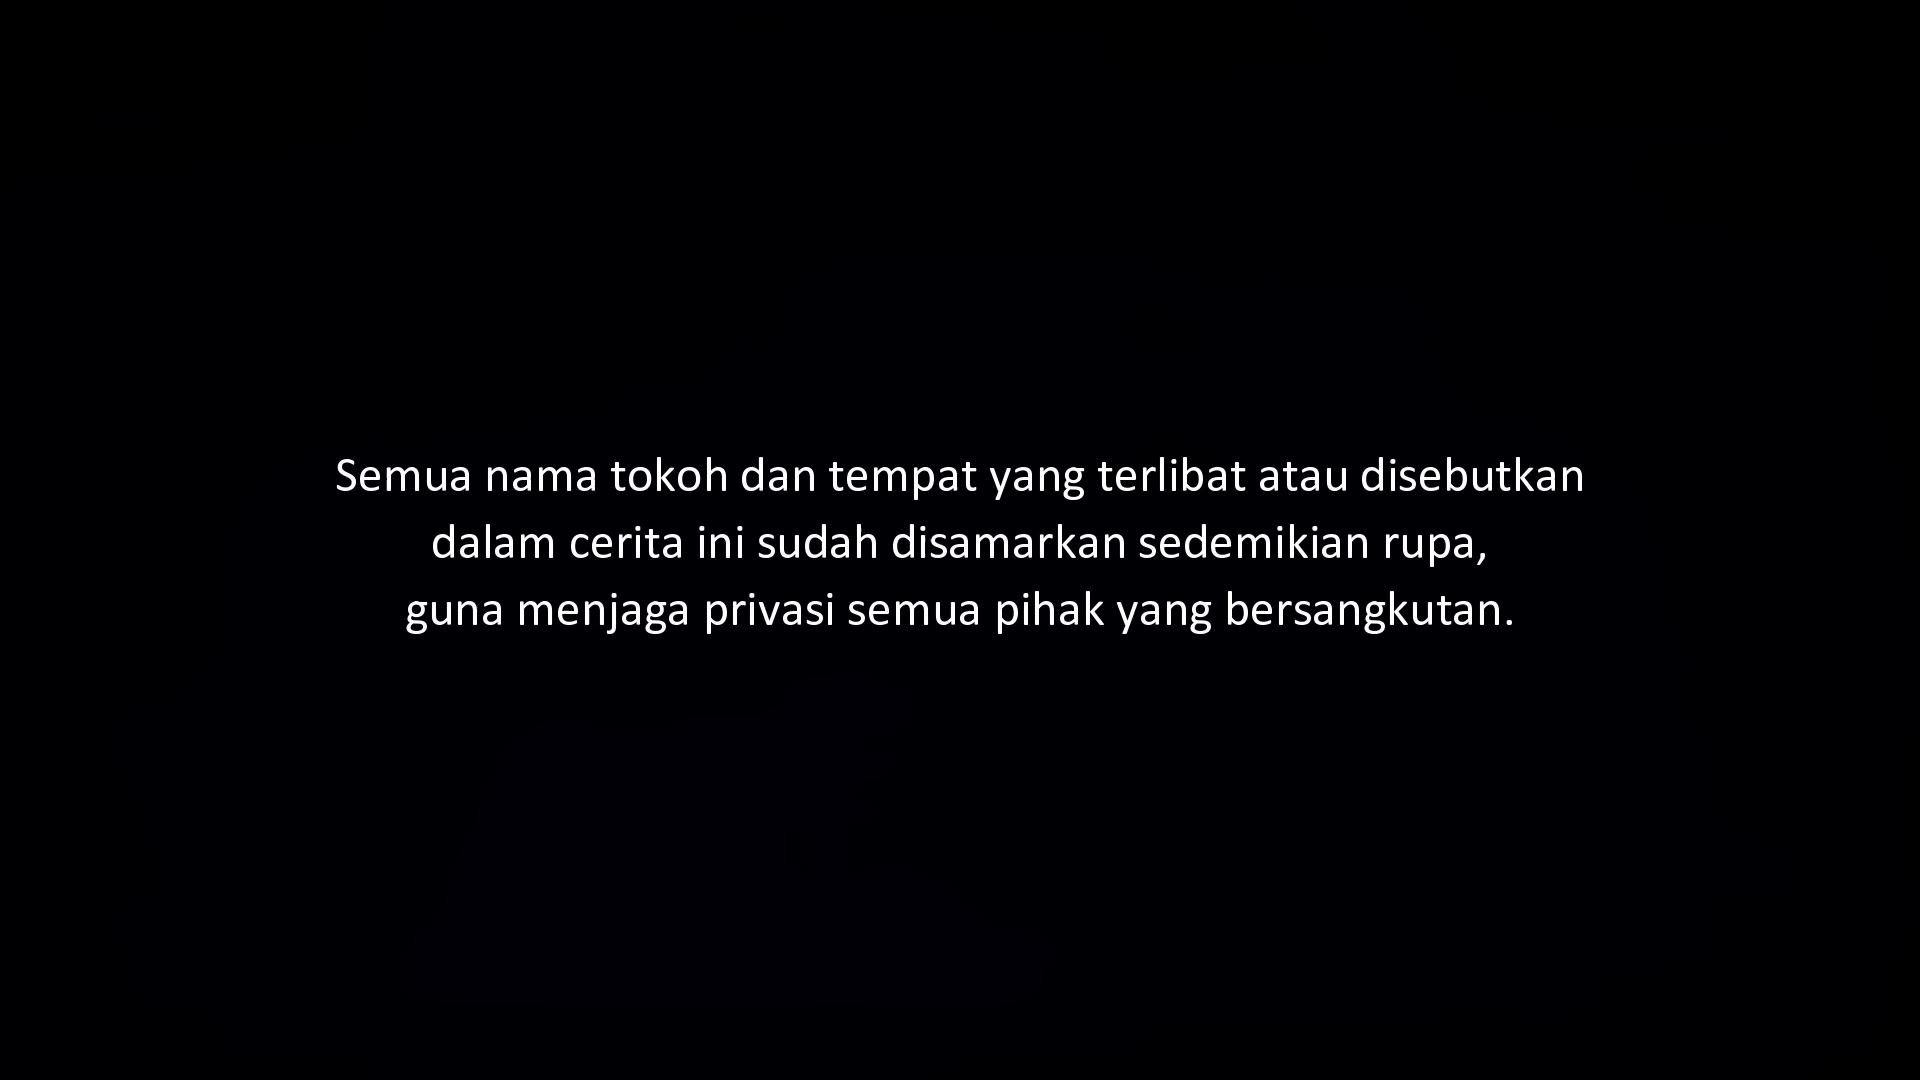 Semua nama tokoh dan tempat yang terlibat atau disebutkan
dalam cerita ini sudah disamarkan sedemikian rupa,
guna menjaga privasi semua pihak yang bersangkutan.